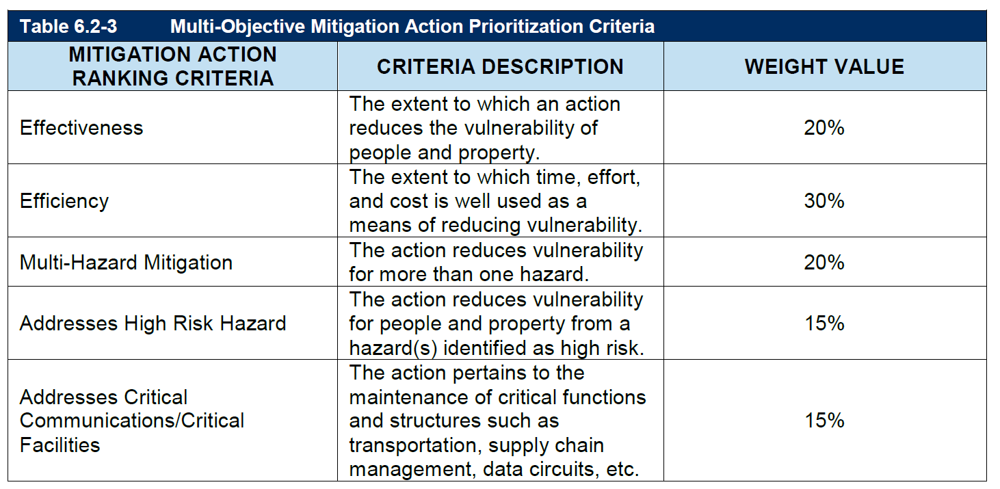 Table 6.2-3 Multi-Objective Mitigation Action Prioritization Criteria
MITIGATION ACTION
RANKING CRITERIA
CRITERIA DESCRIPTION
WEIGHT VALUE
Effectiveness
The extent to which an action
reduces the vulnerability of
people and property.
20%
Efficiency
The extent to which time, effort,
and cost is well used as a
means of reducing vulnerability.
30%
Multi-Hazard Mitigation
The action reduces vulnerability
for more than one hazard.
20%
Addresses High Risk Hazard
The action reduces vulnerability
for people and property from a
hazard(s) identified as high risk.
15%
Addresses Critical
Communications/Critical
Facilities
The action pertains to the
maintenance of critical functions
and structures such as
transportation, supply chain
management, data circuits, etc.
15%